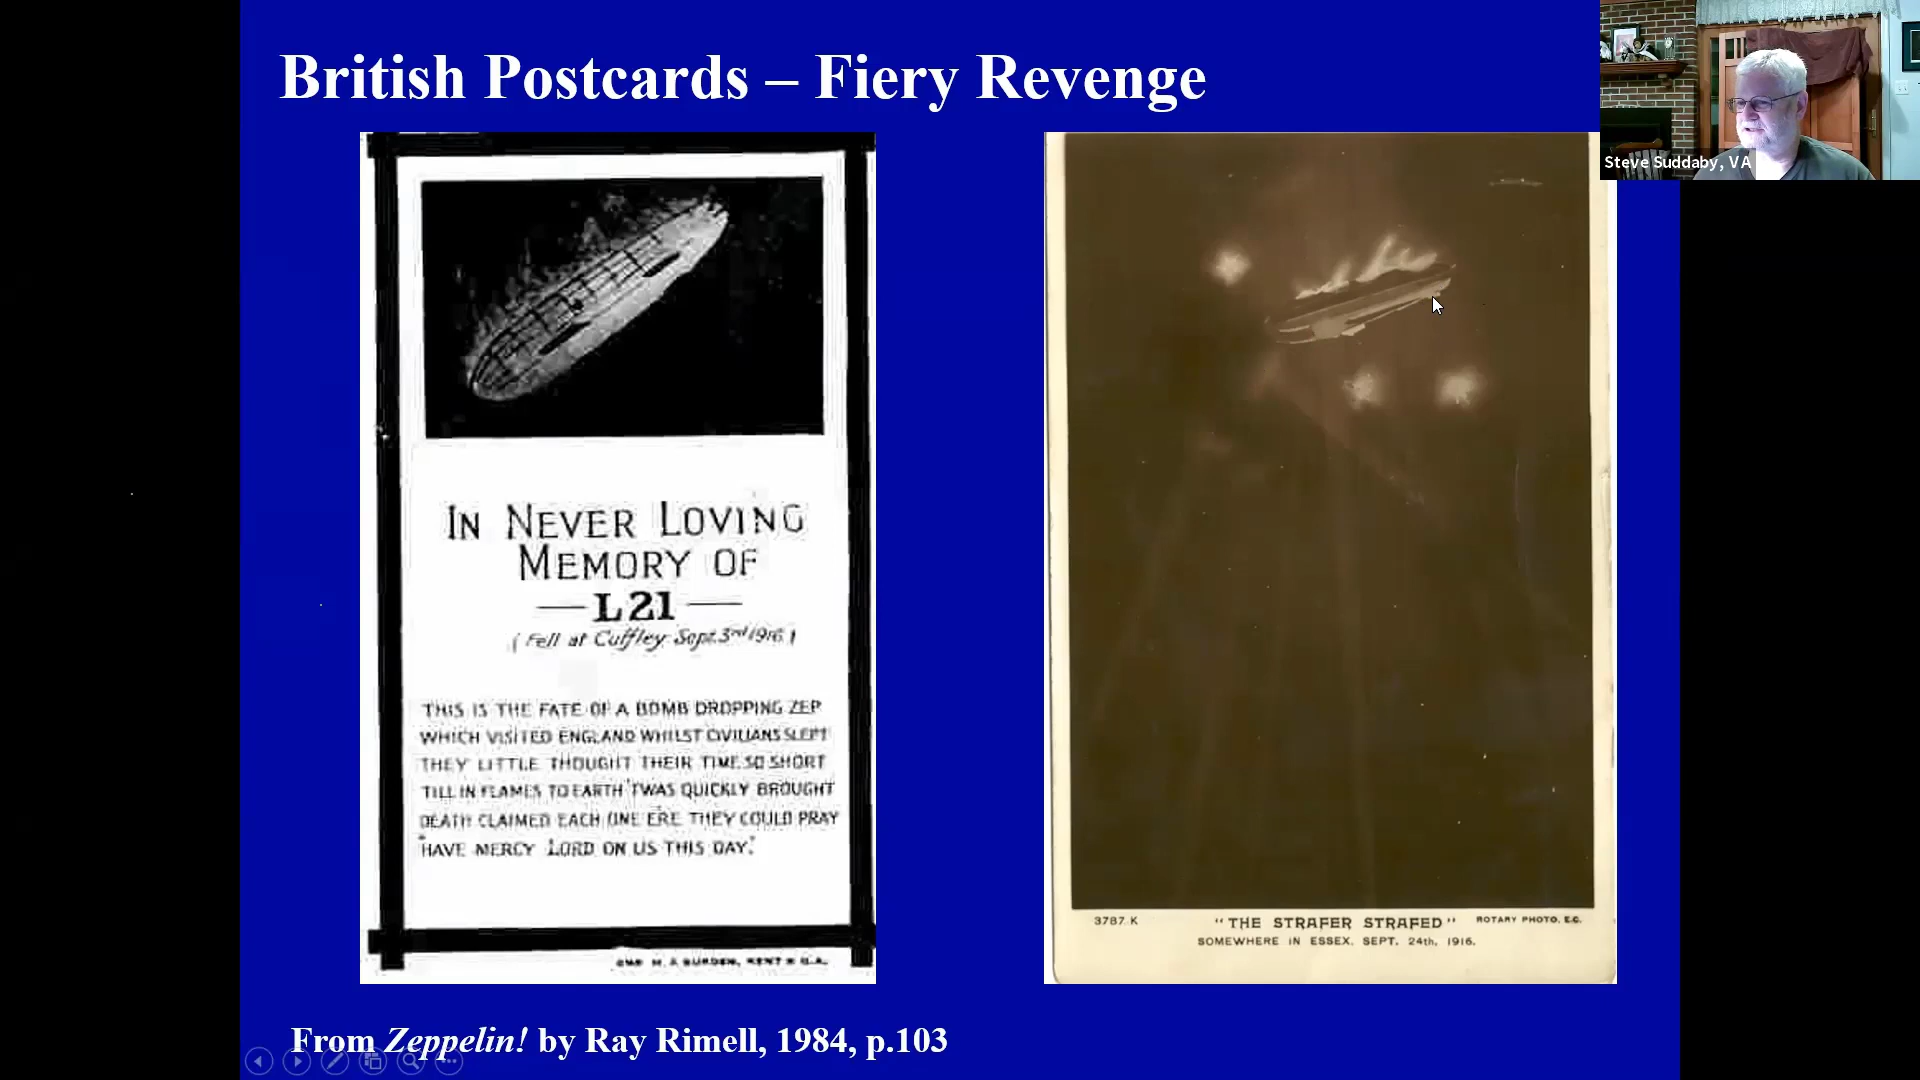 British Postcards – Fiery Revenge
Steve Suddaby, VA
IN NEVER LOVING
MEMORY OF
— L21 —
(Fell at Cuffley Sept. 3rd 1916)
THIS IS THE FATE OF A BOMB DROPPING ZEP
WHICH VISITED ENGLAND WHILST CIVILIANS SLEPT
THEY LITTLE THOUGHT THEIR TIME SO SHORT
TILL IN FLAMES TO EARTH 'TWAS QUICKLY BROUGHT
DEATH CLAIMED EACH ONE ERE THEY COULD PRAY
"HAVE MERCY LORD ON US THIS DAY."
BURDEN, KENT
3787. K "THE STRAFER STRAFED" ROTARY PHOTO, E.C.
SOMEWHERE IN ESSEX. SEPT. 24th, 1916.
From Zeppelin! by Ray Rimell, 1984, p.103